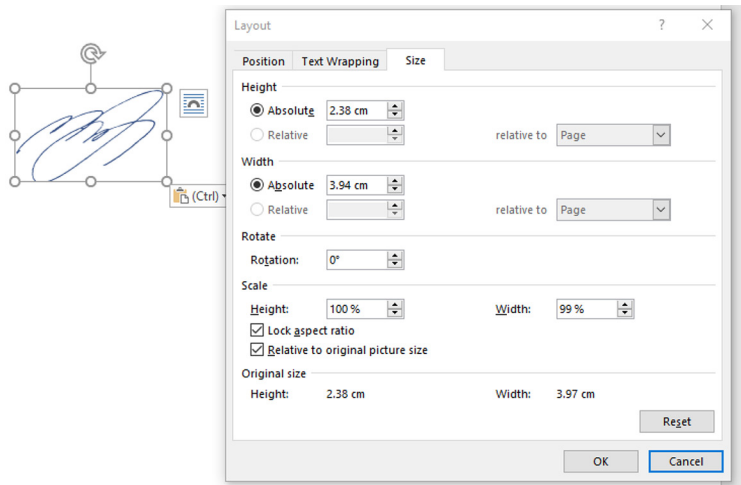 Layout
? ×
Position Text Wrapping Size
Height
Absolute 2.38 cm
Relative relative to Page
Width
Absolute 3.94 cm
Relative relative to Page
(Ctrl)
Rotate
Rotation: 0°
Scale
Height: 100 % Width: 99 %
Lock aspect ratio
Relative to original picture size
Original size
Height: 2.38 cm Width: 3.97 cm
Reset
OK Cancel